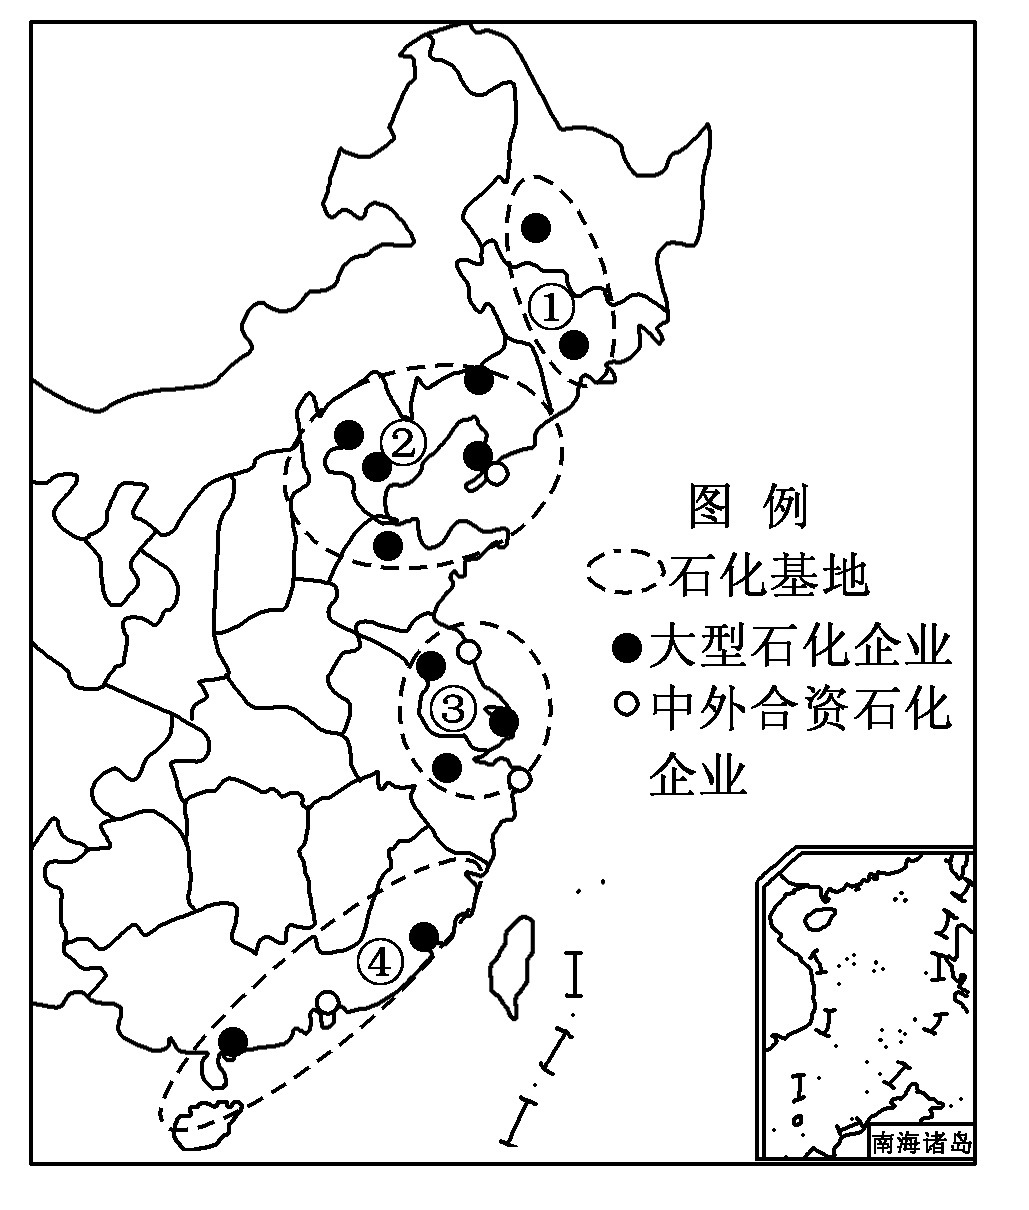 ①
②
图 例
石化基地
大型石化企业
③
中外合资石化
企业
④
南海诸岛